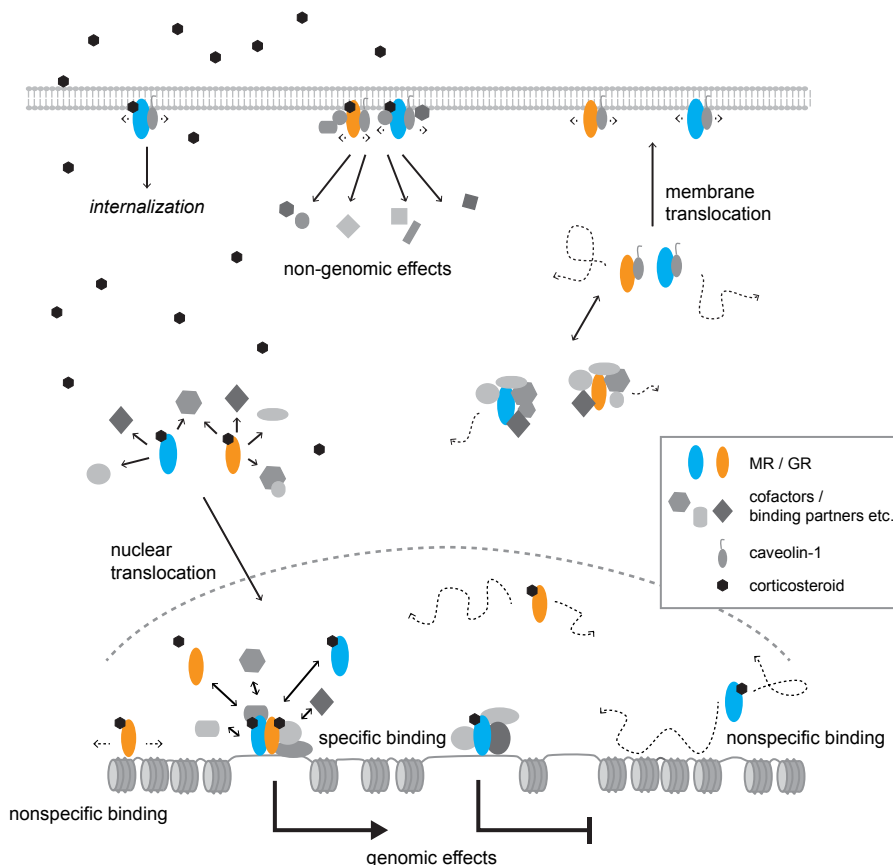 internalization
non-genomic effects
membrane
translocation
MR / GR
cofactors /
binding partners etc.
caveolin-1
corticosteroid
nuclear
translocation
specific binding
nonspecific binding
nonspecific binding
genomic effects